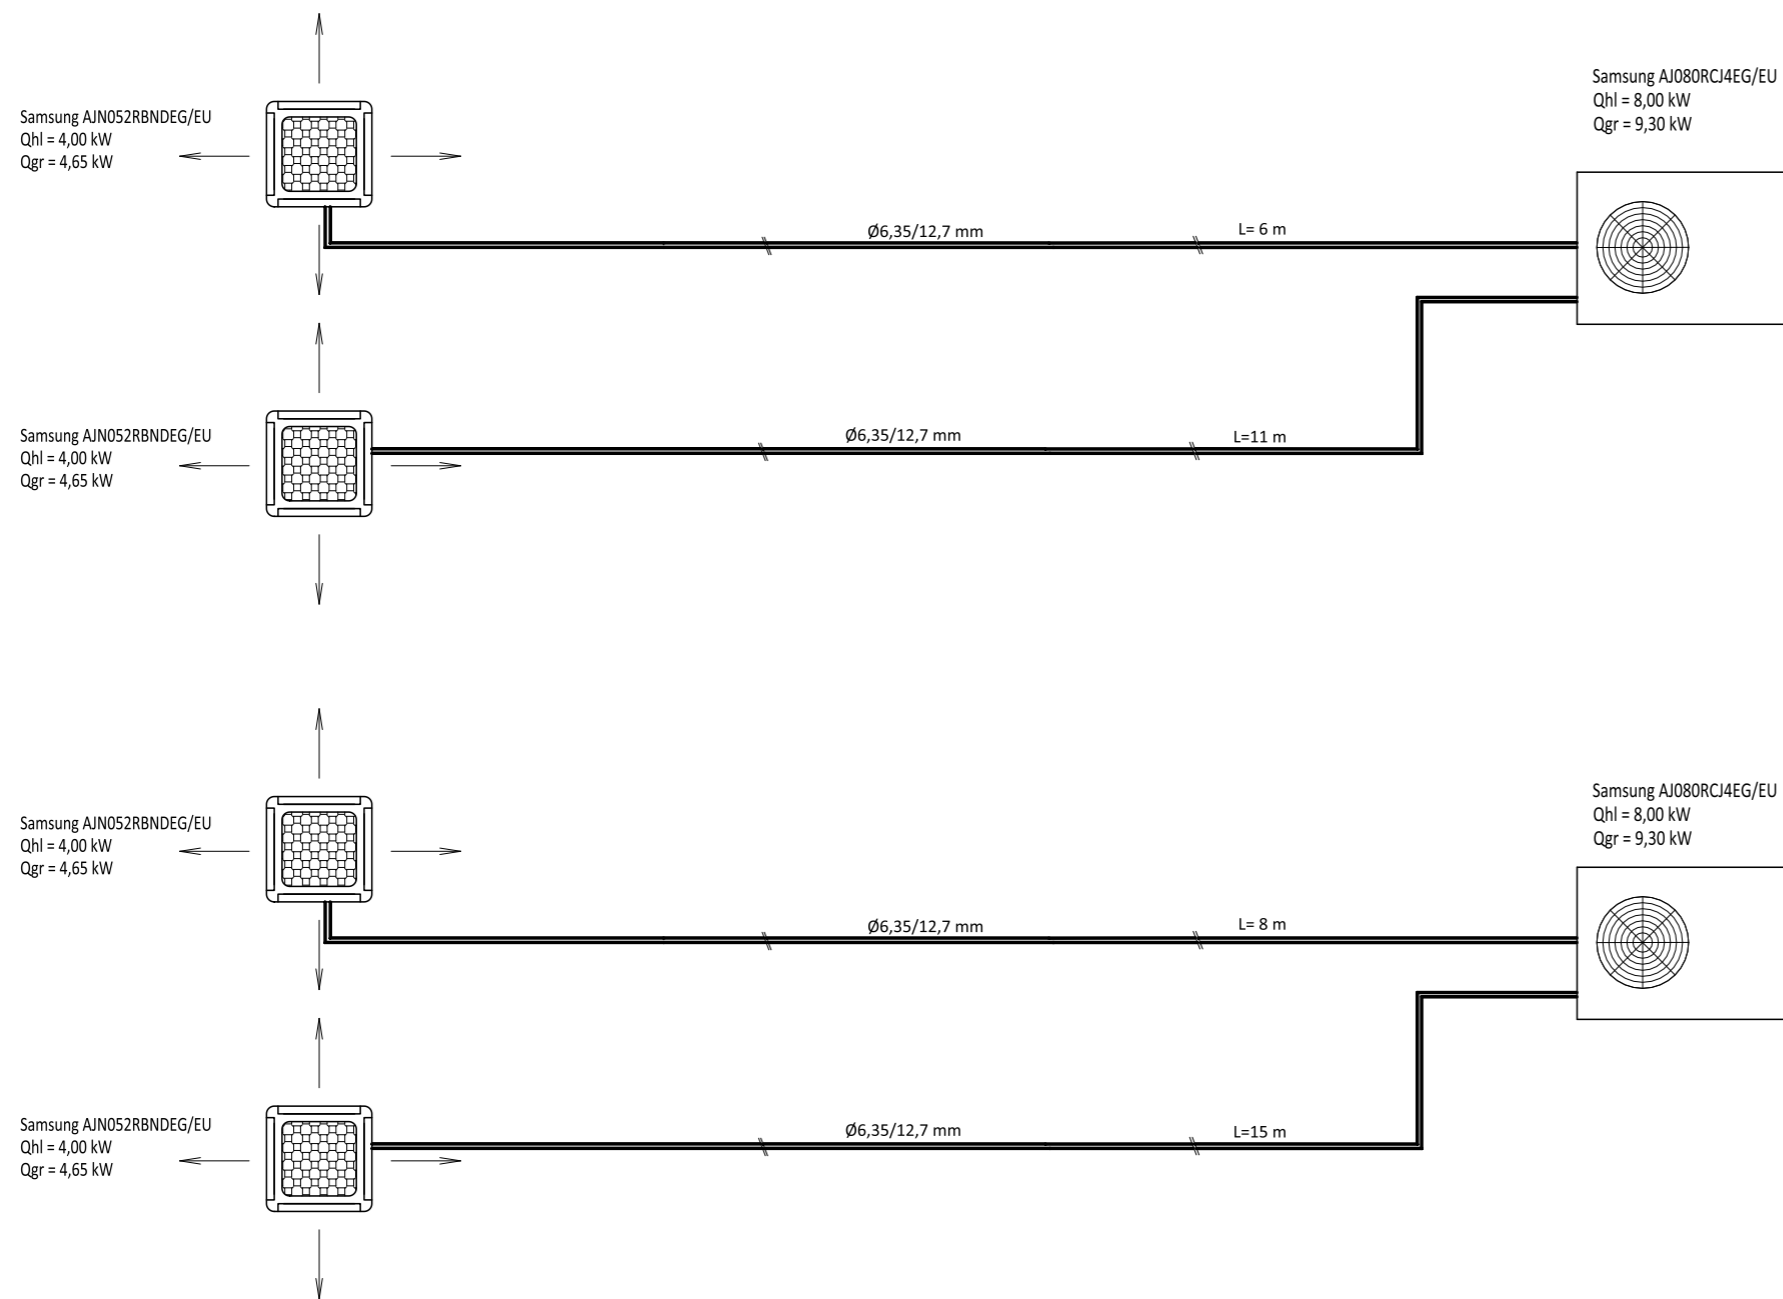 Samsung AJN052RBNDEG/EU
Qhl = 4,00 kW
Qgr = 4,65 kW
Samsung AJ080RCJ4EG/EU
Qhl = 8,00 kW
Qgr = 9,30 kW
Ø6,35/12,7 mm
L= 6 m
Samsung AJN052RBNDEG/EU
Qhl = 4,00 kW
Qgr = 4,65 kW
Ø6,35/12,7 mm
L=11 m
Samsung AJN052RBNDEG/EU
Qhl = 4,00 kW
Qgr = 4,65 kW
Samsung AJ080RCJ4EG/EU
Qhl = 8,00 kW
Qgr = 9,30 kW
Ø6,35/12,7 mm
L= 8 m
Samsung AJN052RBNDEG/EU
Qhl = 4,00 kW
Qgr = 4,65 kW
Ø6,35/12,7 mm
L=15 m